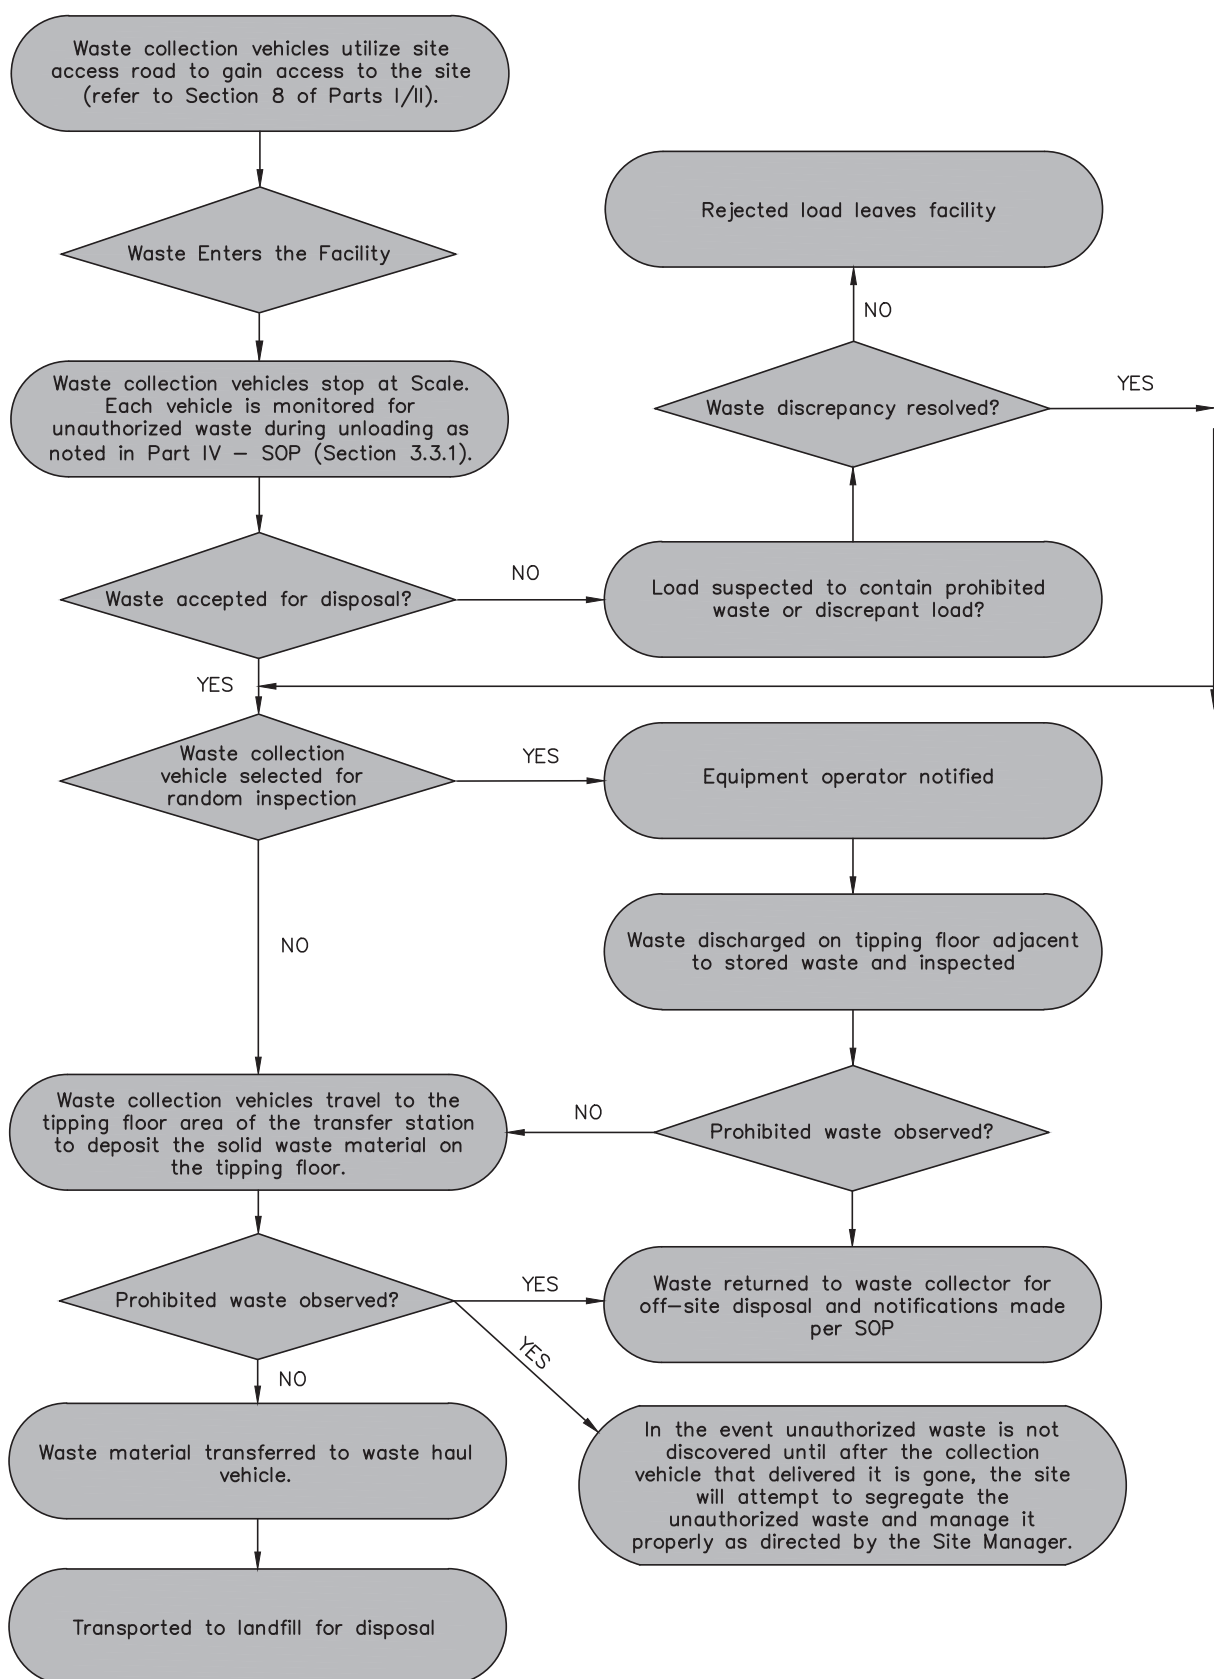 Waste collection vehicles utilize site
access road to gain access to the site
(refer to Section 8 of Parts I/II).
Waste Enters the Facility
Rejected load leaves facility
NO
Waste discrepancy resolved?
YES
Waste collection vehicles stop at Scale.
Each vehicle is monitored for
unauthorized waste during unloading as
noted in Part IV – SOP (Section 3.3.1).
Waste accepted for disposal?
NO
Load suspected to contain prohibited
waste or discrepant load?
YES
Waste collection
vehicle selected for
random inspection
YES
Equipment operator notified
NO
Waste discharged on tipping floor adjacent
to stored waste and inspected
Waste collection vehicles travel to the
tipping floor area of the transfer station
to deposit the solid waste material on
the tipping floor.
NO
Prohibited waste observed?
Prohibited waste observed?
YES
Waste returned to waste collector for
off–site disposal and notifications made
per SOP
YES
NO
Waste material transferred to waste haul
vehicle.
In the event unauthorized waste is not
discovered until after the collection
vehicle that delivered it is gone, the site
will attempt to segregate the
unauthorized waste and manage it
properly as directed by the Site Manager.
Transported to landfill for disposal